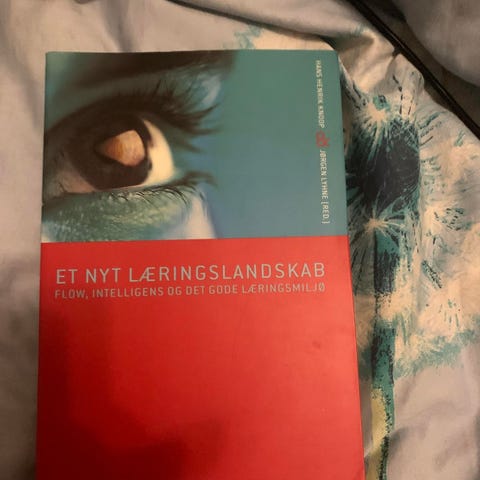 HANS HENRIK KNOOP & JØRGEN LYHNE [RED.]
ET NYT LÆRINGSLANDSKAB
FLOW, INTELLIGENS OG DET GODE LÆRINGSMILJØ